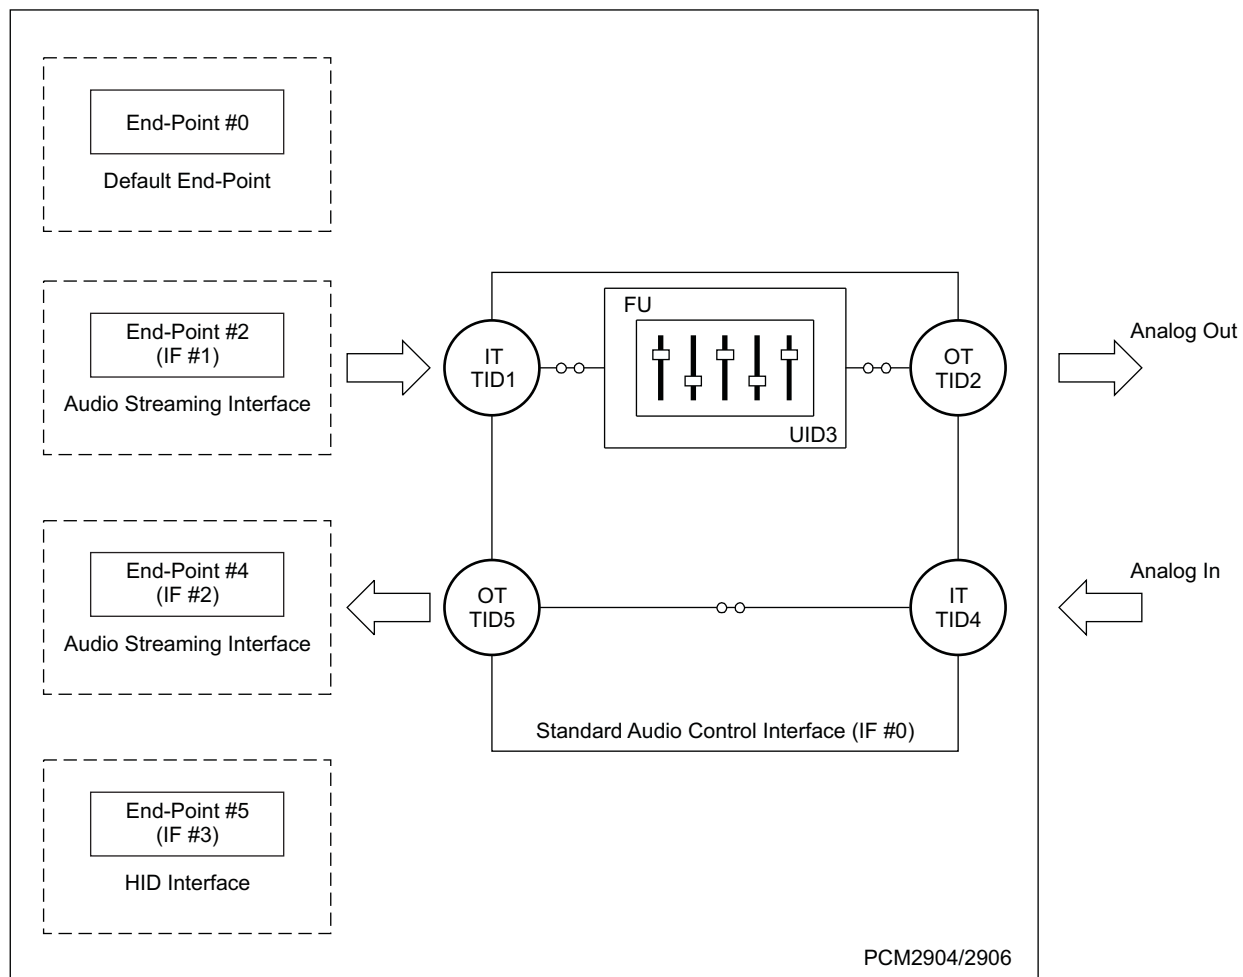 End-Point #0
Default End-Point
End-Point #2
(IF #1)
Audio Streaming Interface
IT
TID1
FU
UID3
OT
TID2
Analog Out
End-Point #4
(IF #2)
Audio Streaming Interface
OT
TID5
IT
TID4
Analog In
Standard Audio Control Interface (IF #0)
End-Point #5
(IF #3)
HID Interface
PCM2904/2906